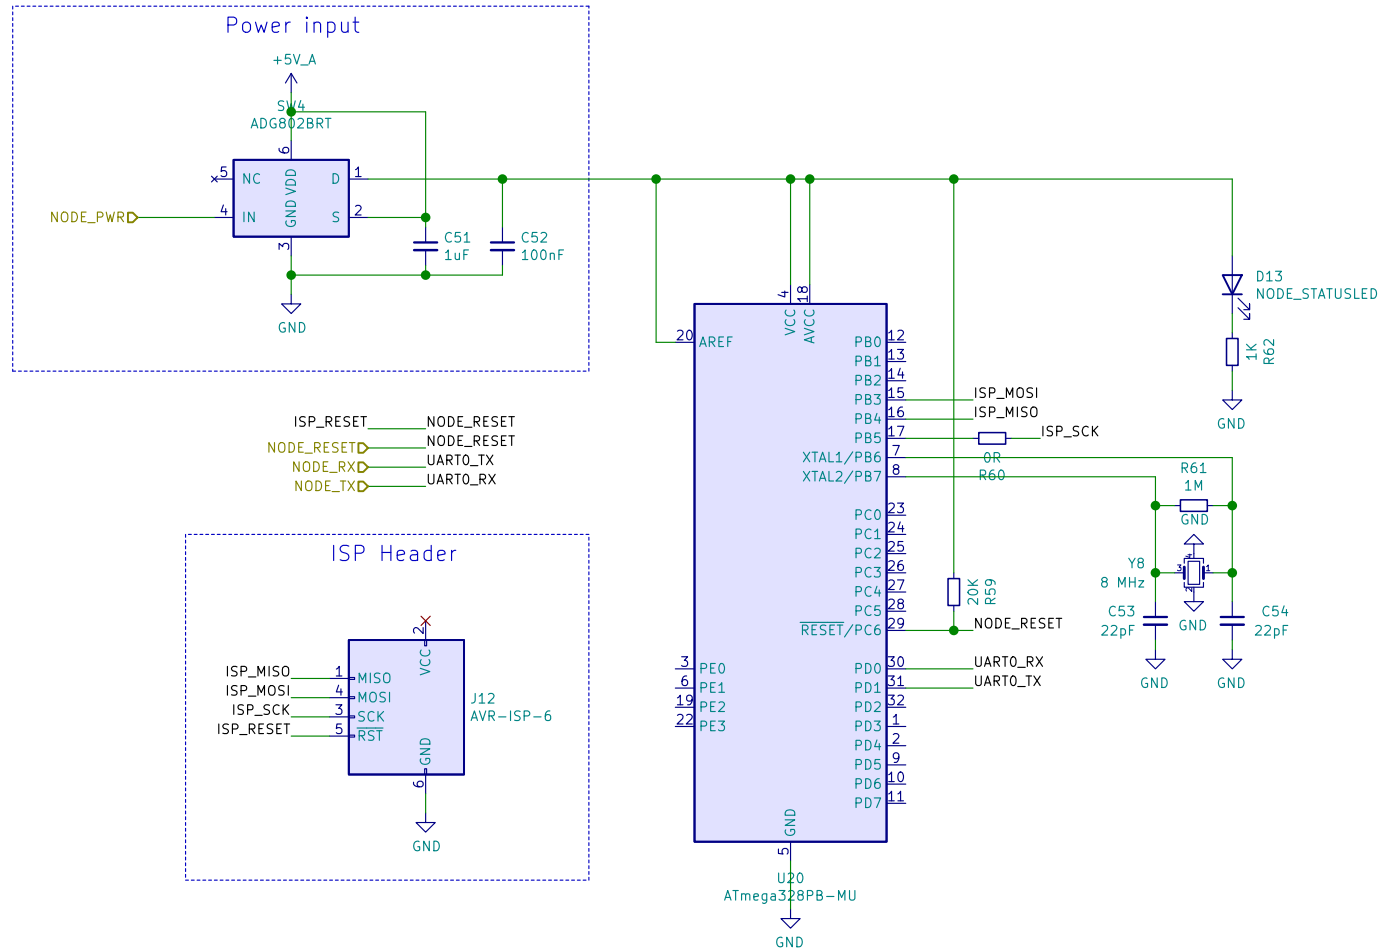 Power input
+5V_A
SW4
ADG802BRT
6
5 NC VDD D 1
NODE_PWR 4 IN GND S 2
3
C51
1uF
C52
100nF
GND
ISP_RESET NODE_RESET
NODE_RESET NODE_RESET
NODE_RX UART0_TX
NODE_TX UART0_RX
ISP Header
2
VCC
ISP_MISO 1 MISO
ISP_MOSI 4 MOSI
ISP_SCK 3 SCK
ISP_RESET 5 RST
GND
6
J12
AVR-ISP-6
GND
4 18
VCC AVCC
20 AREF
PB0 12
PB1 13
PB2 14
PB3 15 ISP_MOSI
PB4 16 ISP_MISO
PB5 17 ISP_SCK
XTAL1/PB6 7 0R
XTAL2/PB7 8 R60
PC0 23
PC1 24
PC2 25
PC3 26
PC4 27
PC5 28
RESET/PC6 29 NODE_RESET
20K
R59
3 PE0
6 PE1
19 PE2
22 PE3
PD0 30 UART0_RX
PD1 31 UART0_TX
PD2 32
PD3 1
PD4 2
PD5 9
PD6 10
PD7 11
GND
5
U20
ATmega328PB-MU
GND
D13
NODE_STATUSLED
1K
R62
GND
R61
1M
GND
Y8
8 MHz
4
3 1
2
GND
C53
22pF
C54
22pF
GND
GND